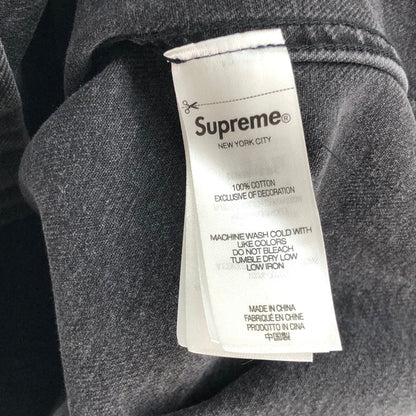 Supreme®
NEW YORK CITY
100% COTTON
EXCLUSIVE OF DECORATION
MACHINE WASH COLD WITH
LIKE COLORS
DO NOT BLEACH
TUMBLE DRY LOW
LOW IRON
MADE IN CHINA
FABRIQUÉ EN CHINE
PRODOTTO IN CINA
中国製